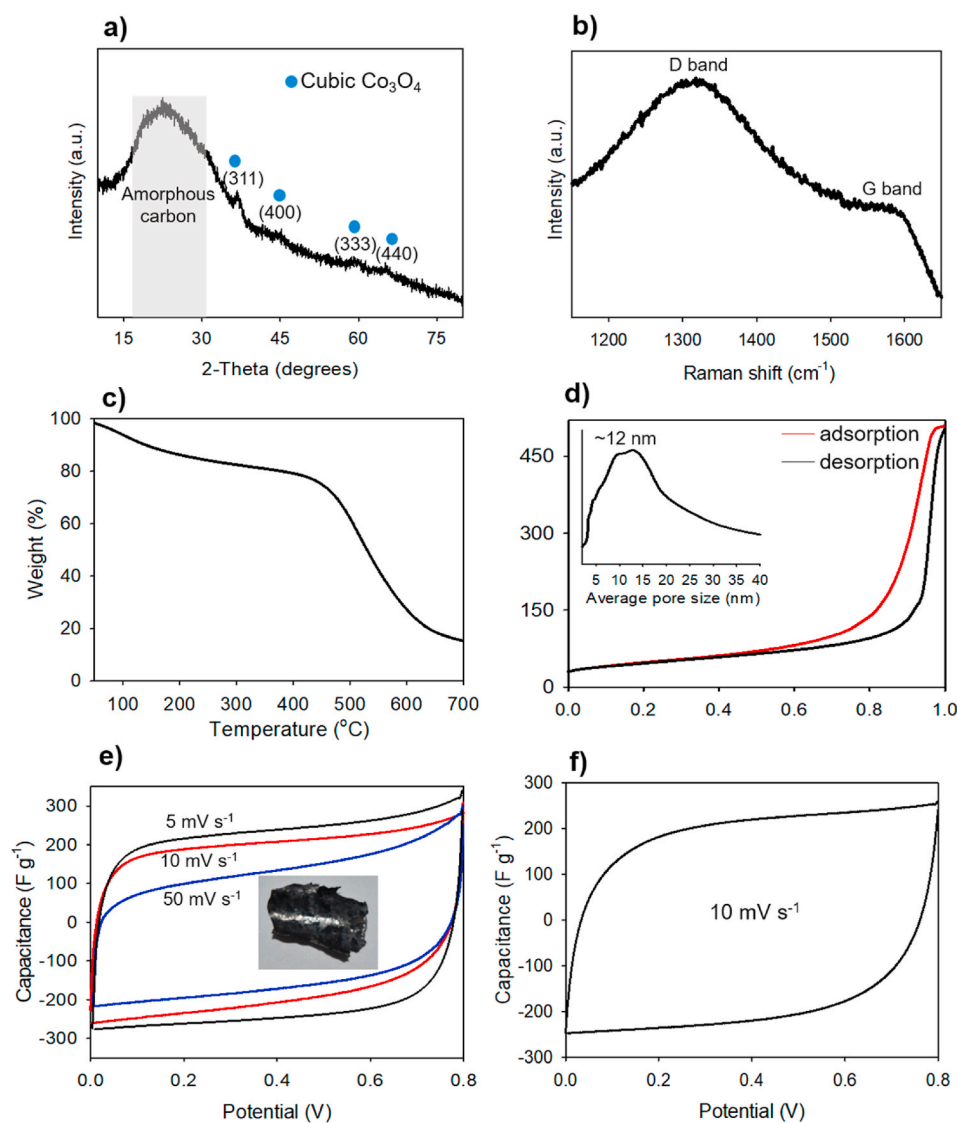 a)
Cubic Co₃O₄
Intensity (a.u.)
Amorphous
carbon
(311)
(400)
(333)
(440)
15 30 45 60 75
2-Theta (degrees)
b)
D band
G band
Intensity (a.u.)
1200 1300 1400 1500 1600
Raman shift (cm⁻¹)
c)
100
80
60
40
20
0
Weight (%)
100 200 300 400 500 600 700
Temperature (°C)
d)
~12 nm
adsorption
desorption
450
300
150
0
5 10 15 20 25 30 35 40
Average pore size (nm)
0.0 0.2 0.4 0.6 0.8 1.0
e)
300
200
100
0
-100
-200
-300
Capacitance (F g⁻¹)
5 mV s⁻¹
10 mV s⁻¹
50 mV s⁻¹
0.0 0.2 0.4 0.6 0.8
Potential (V)
f)
300
200
100
0
-100
-200
-300
Capacitance (F g⁻¹)
10 mV s⁻¹
0.0 0.2 0.4 0.6 0.8
Potential (V)